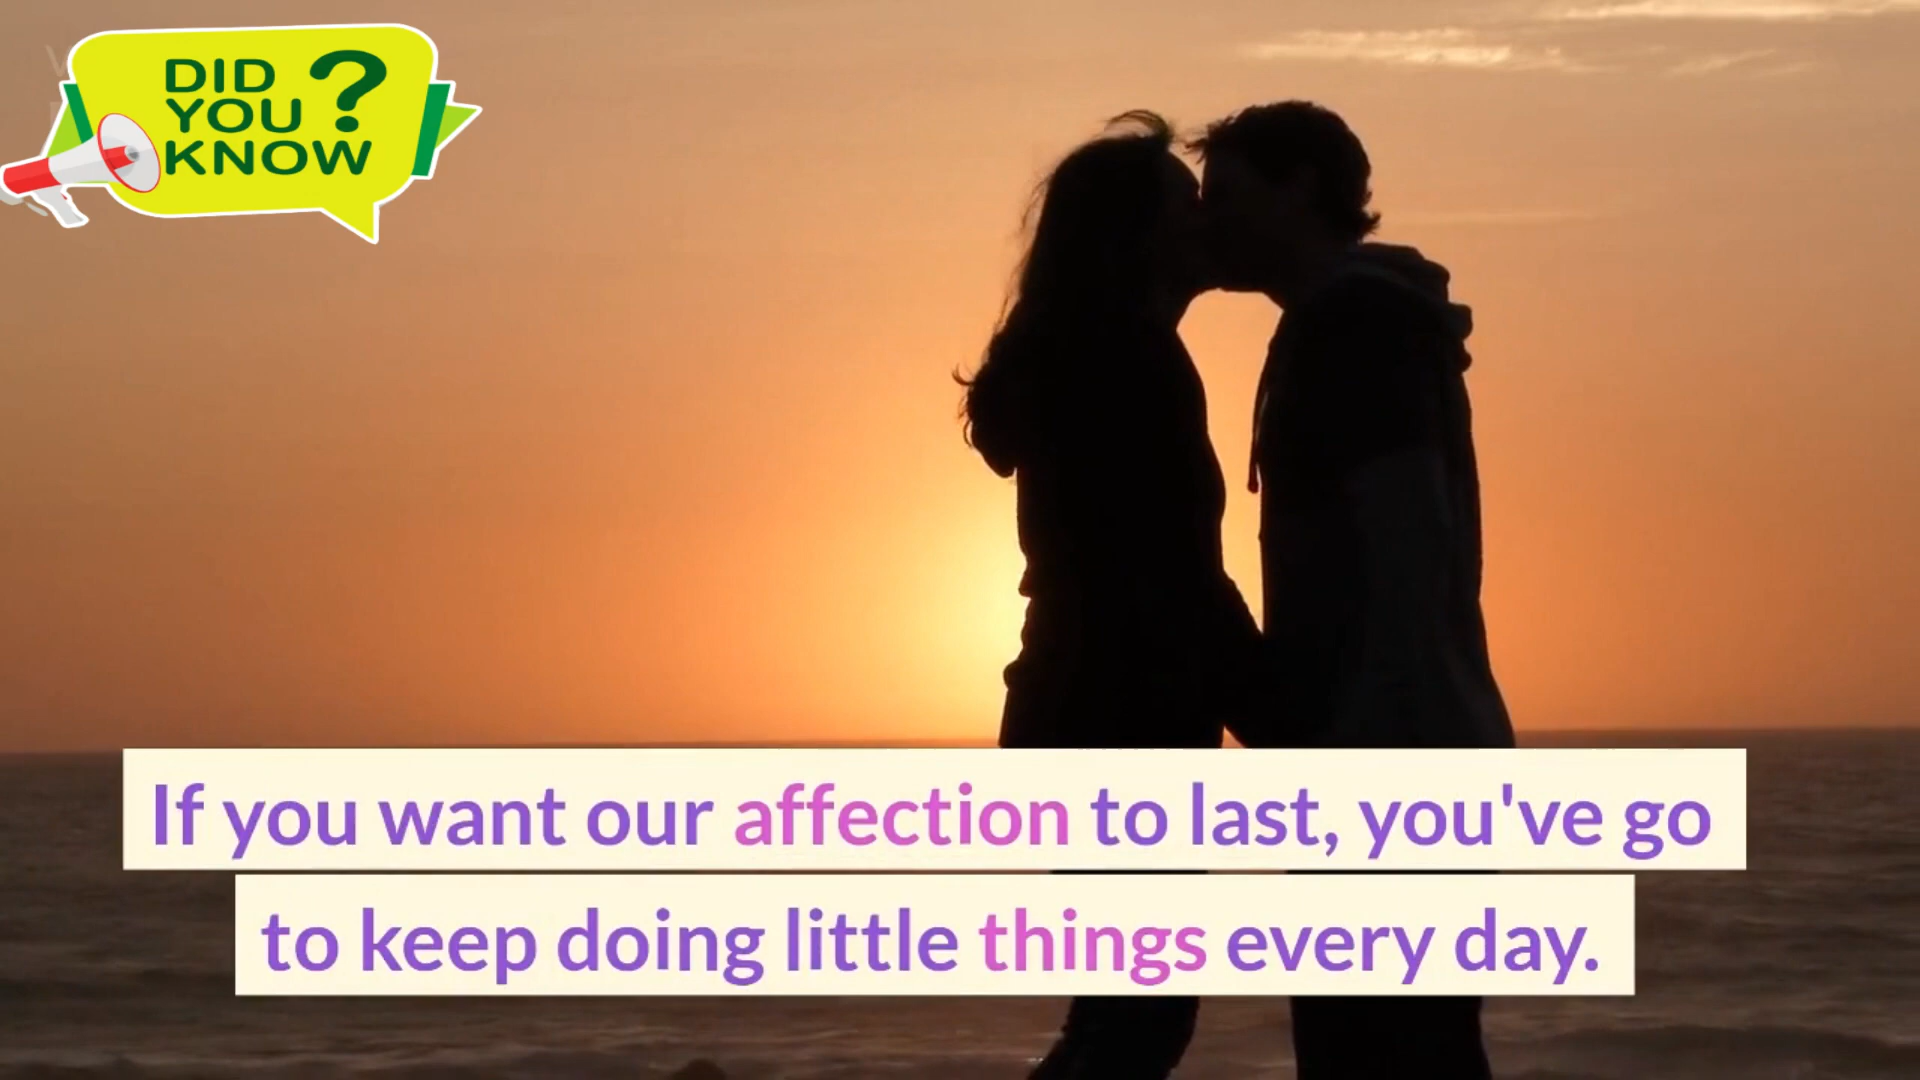 DID
YOU
KNOW
?
If you want our affection to last, you've go
to keep doing little things every day.